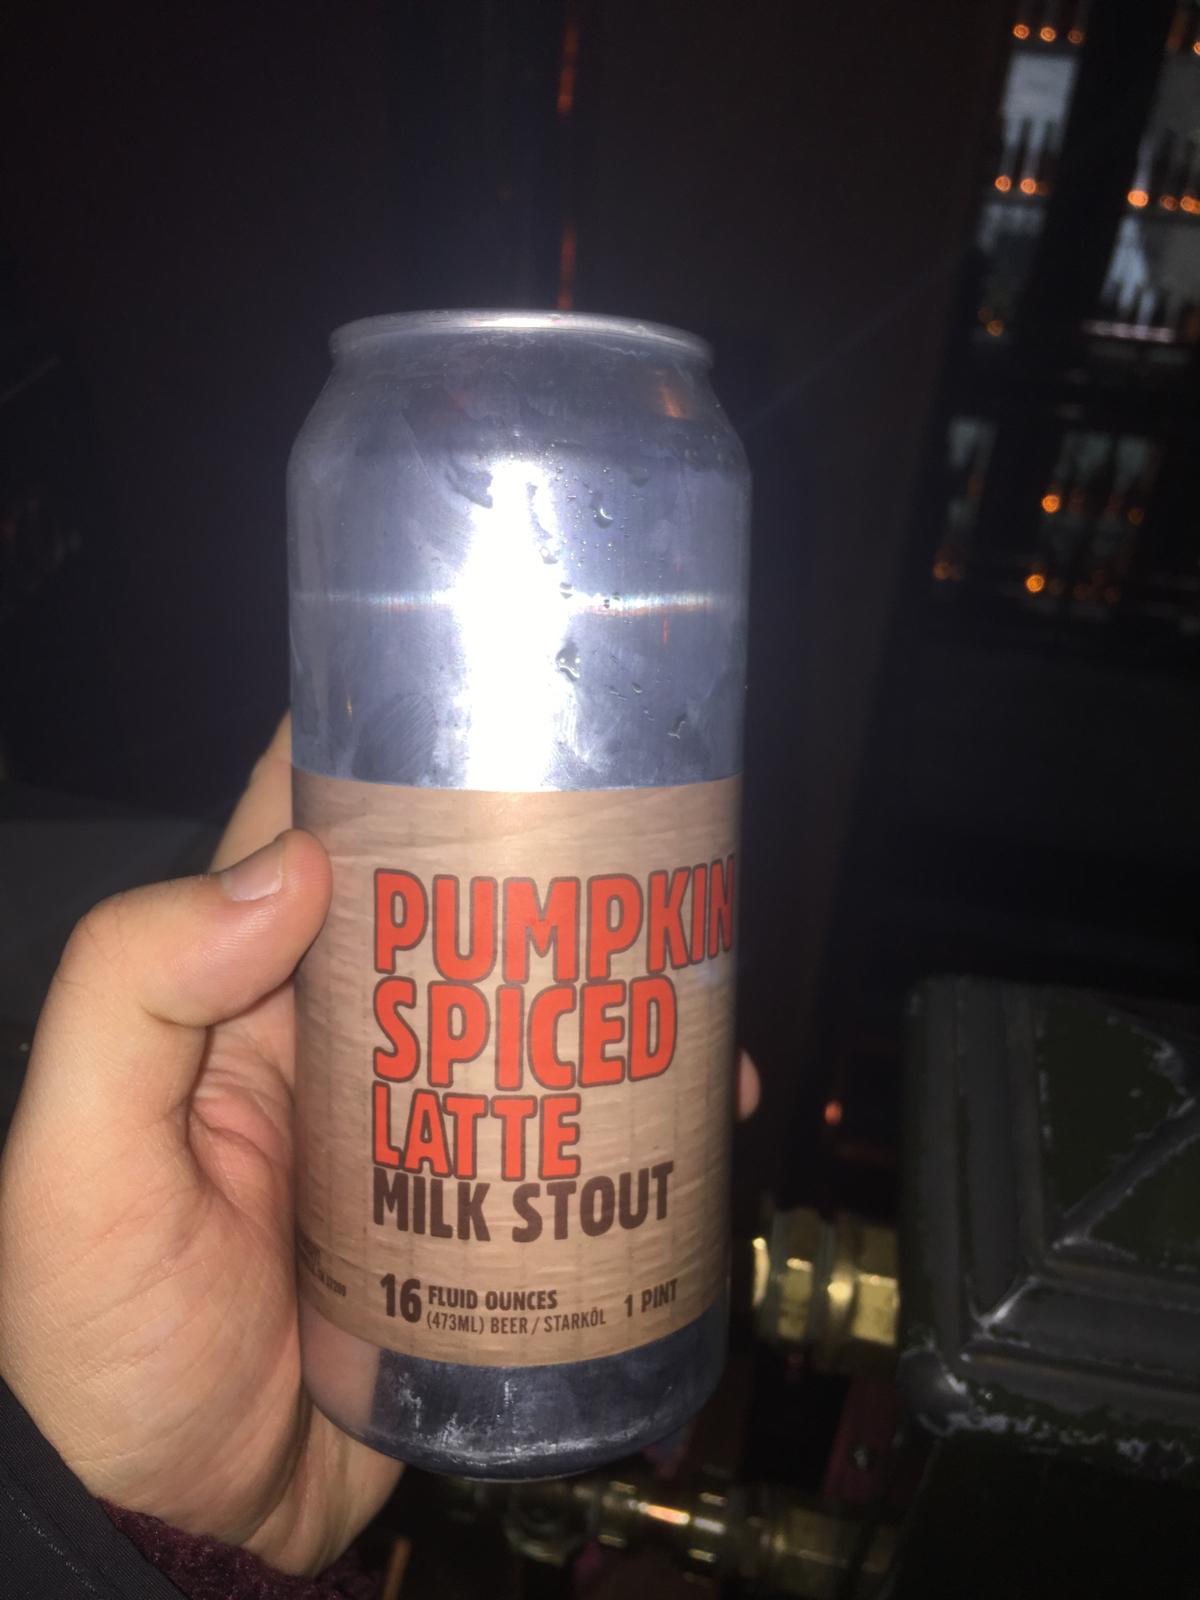 PUMPKIN
SPICED
LATTE
MILK STOUT
16 FLUID OUNCES
(473ML) BEER / STARKÖL
1 PINT